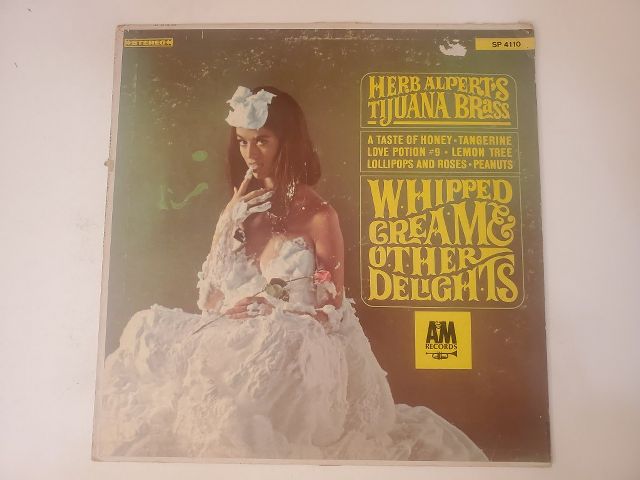 STEREO
SP 4110
HERB ALPERT'S
TIJUANA BRASS
A TASTE OF HONEY • TANGERINE
LOVE POTION #9 • LEMON TREE
LOLLIPOPS AND ROSES • PEANUTS
WHIPPED
CREAM &
OTHER
DELIGHTS
A&M
RECORDS